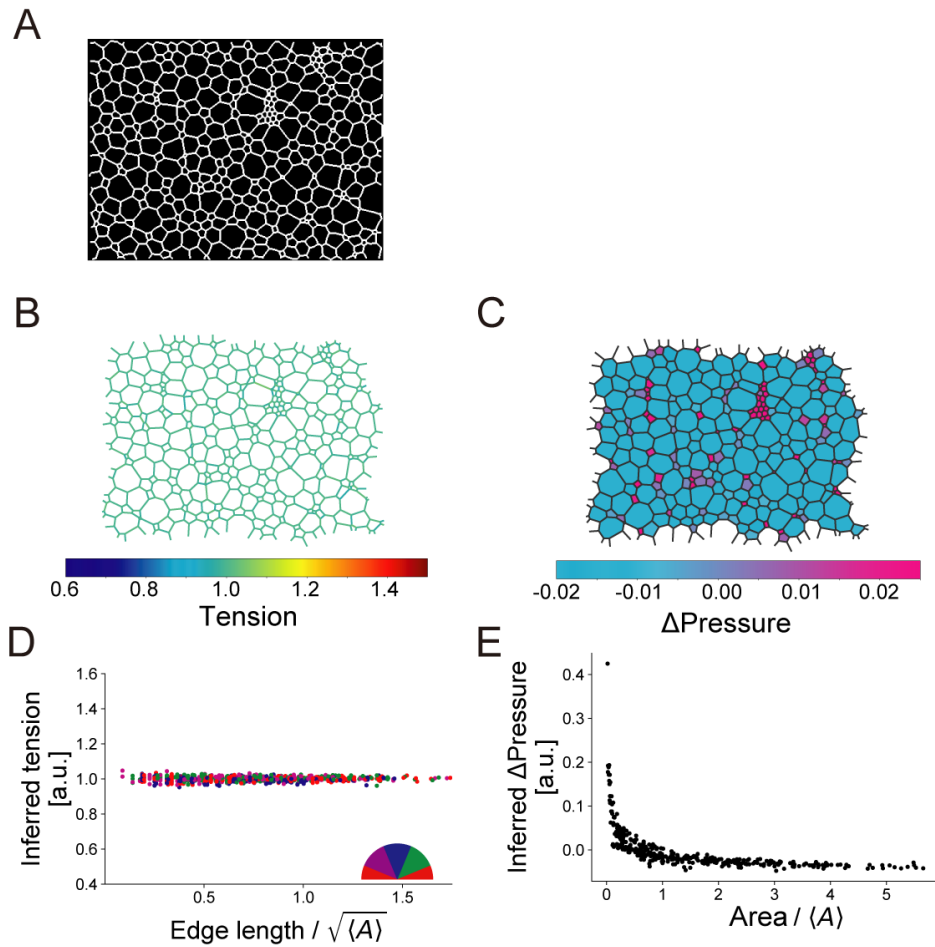 A
B
C
0.6 0.8 1.0 1.2 1.4
Tension
-0.02 -0.01 0.00 0.01 0.02
ΔPressure
D
E
1.6
1.4
1.2
1.0
0.8
0.6
0.4
Inferred tension
[a.u.]
0.5 1.0 1.5
Edge length / √⟨A⟩
0.4
0.3
0.2
0.1
0.0
Inferred ΔPressure
[a.u.]
0 1 2 3 4 5
Area / ⟨A⟩